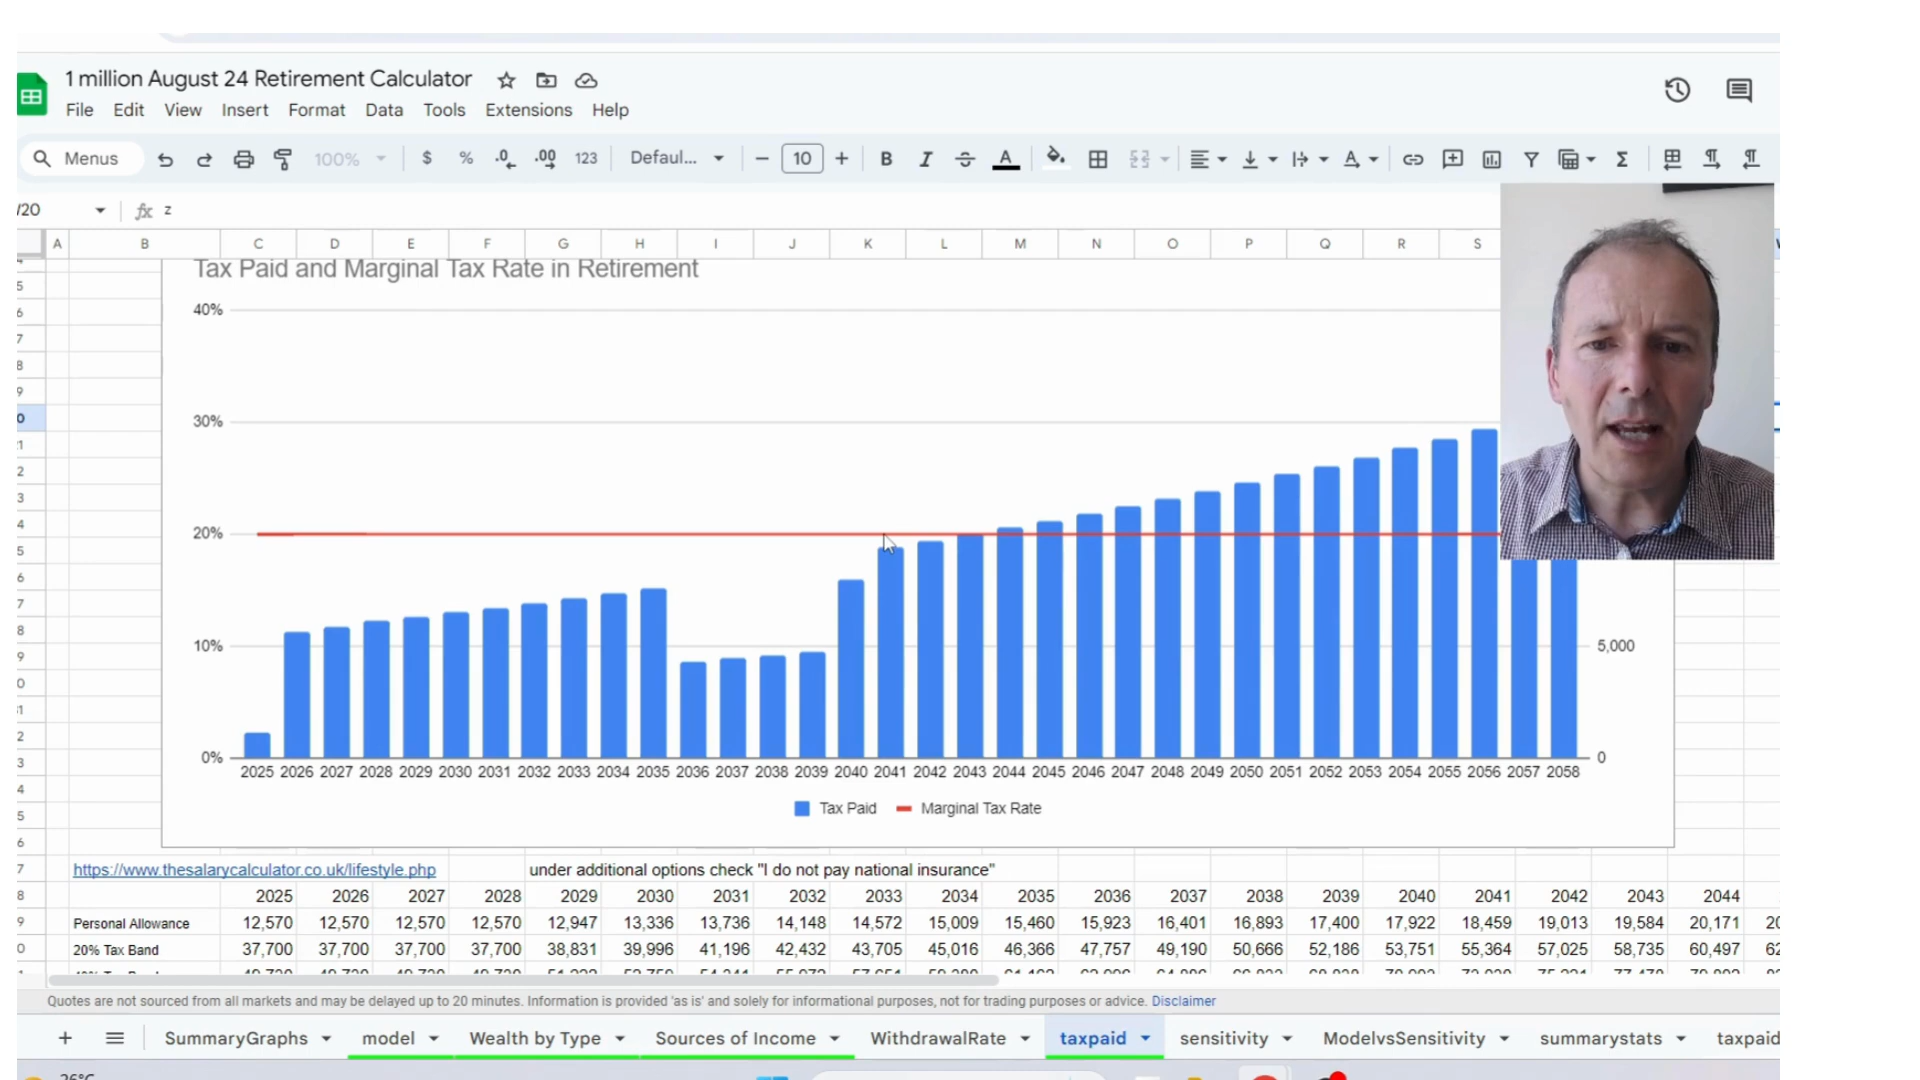 1 million August 24 Retirement Calculator
File Edit View Insert Format Data Tools Extensions Help
Menus 100% $ % .0 .00 123 Defaul... 10 B I A
/20 fx z
A B C D E F G H I J K L M N O P Q R S
Tax Paid and Marginal Tax Rate in Retirement
40%
30%
20%
10% 5,000
0% 0
2025 2026 2027 2028 2029 2030 2031 2032 2033 2034 2035 2036 2037 2038 2039 2040 2041 2042 2043 2044 2045 2046 2047 2048 2049 2050 2051 2052 2053 2054 2055 2056 2057 2058
Tax Paid Marginal Tax Rate
https://www.thesalarycalculator.co.uk/lifestyle.php under additional options check "I do not pay national insurance"
2025 2026 2027 2028 2029 2030 2031 2032 2033 2034 2035 2036 2037 2038 2039 2040 2041 2042 2043 2044
Personal Allowance 12,570 12,570 12,570 12,570 12,947 13,336 13,736 14,148 14,572 15,009 15,460 15,923 16,401 16,893 17,400 17,922 18,459 19,013 19,584 20,171
20% Tax Band 37,700 37,700 37,700 37,700 38,831 39,996 41,196 42,432 43,705 45,016 46,366 47,757 49,190 50,666 52,186 53,751 55,364 57,025 58,735 60,497
Quotes are not sourced from all markets and may be delayed up to 20 minutes. Information is provided 'as is' and solely for informational purposes, not for trading purposes or advice. Disclaimer
SummaryGraphs model Wealth by Type Sources of Income WithdrawalRate taxpaid sensitivity ModelvsSensitivity summarystats taxpaid